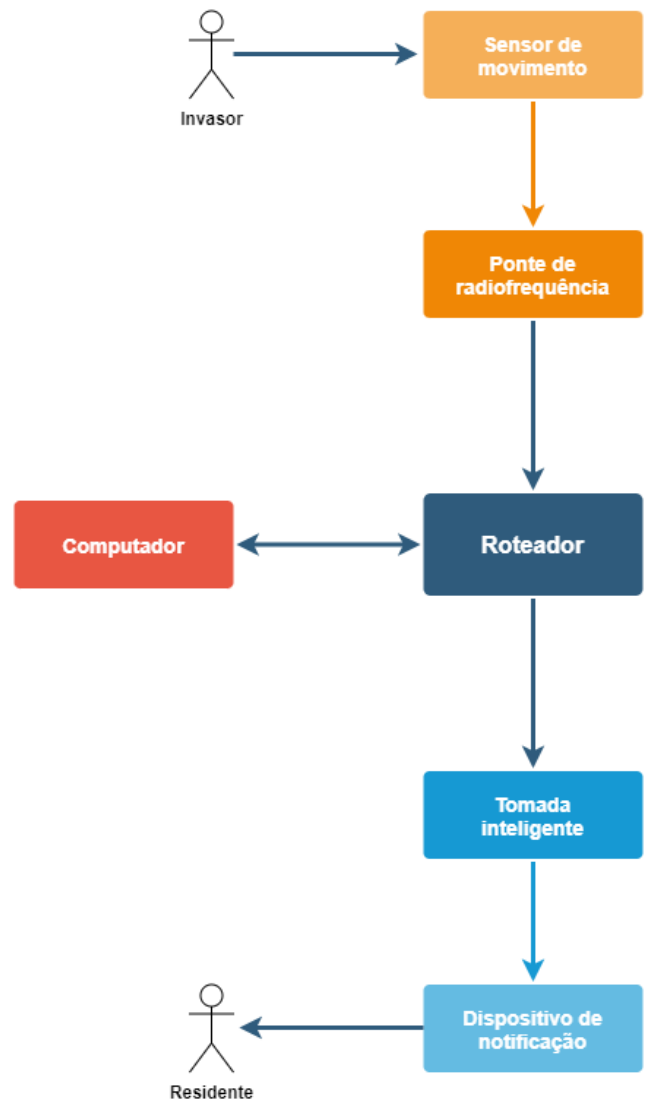 Sensor de
movimento
Invasor
Ponte de
radiofrequência
Computador
Roteador
Tomada
inteligente
Dispositivo de
notificação
Residente